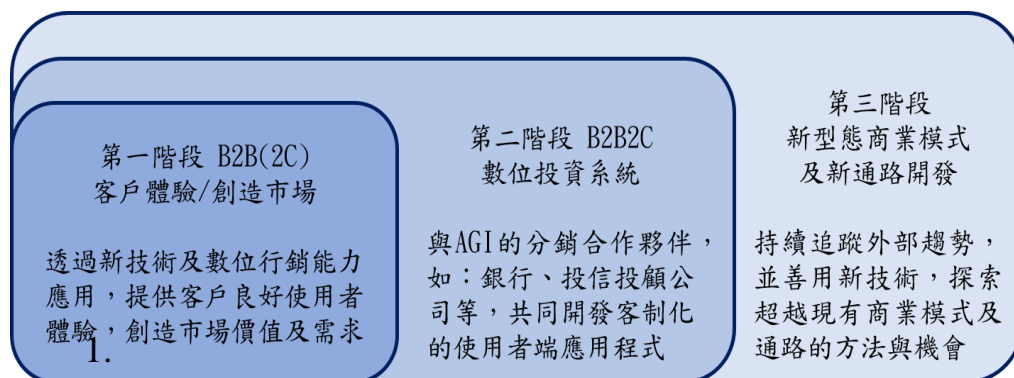 第一階段 B2B(2C)
客戶體驗/創造市場
透過新技術及數位行銷能力
應用，提供客戶良好使用者
體驗，創造市場價值及需求
1.
第二階段 B2B2C
數位投資系統
與AGI的分銷合作夥伴，
如：銀行、投信投顧公
司等，共同開發客制化
的使用者端應用程式
第三階段
新型態商業模式
及新通路開發
持續追蹤外部趨勢，
並善用新技術，探索
超越現有商業模式及
通路的方法與機會